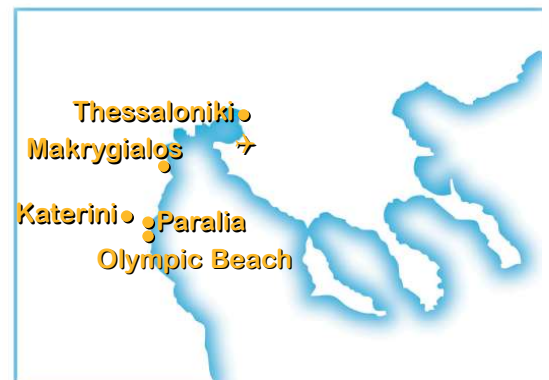 Thessaloniki
Makrygialos
Katerini
Paralia
Olympic Beach